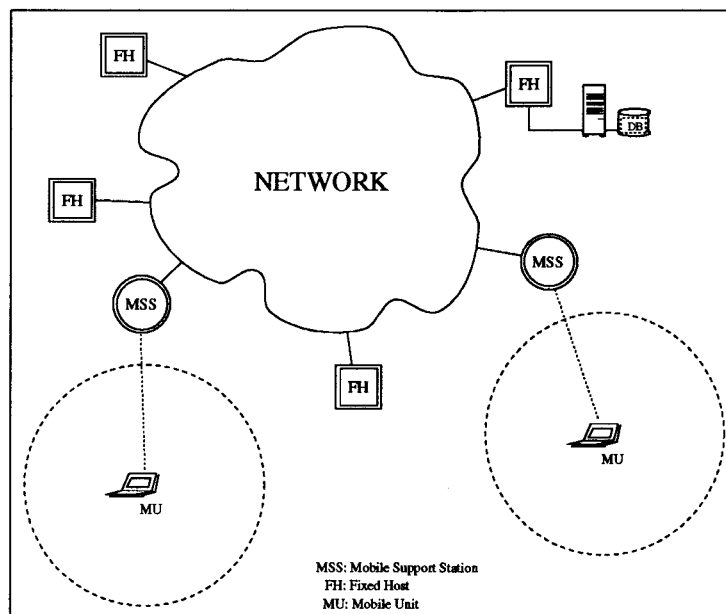 FH
FH
DB
NETWORK
FH
MSS
MSS
FH
MU
MU
MSS: Mobile Support Station
FH: Fixed Host
MU: Mobile Unit